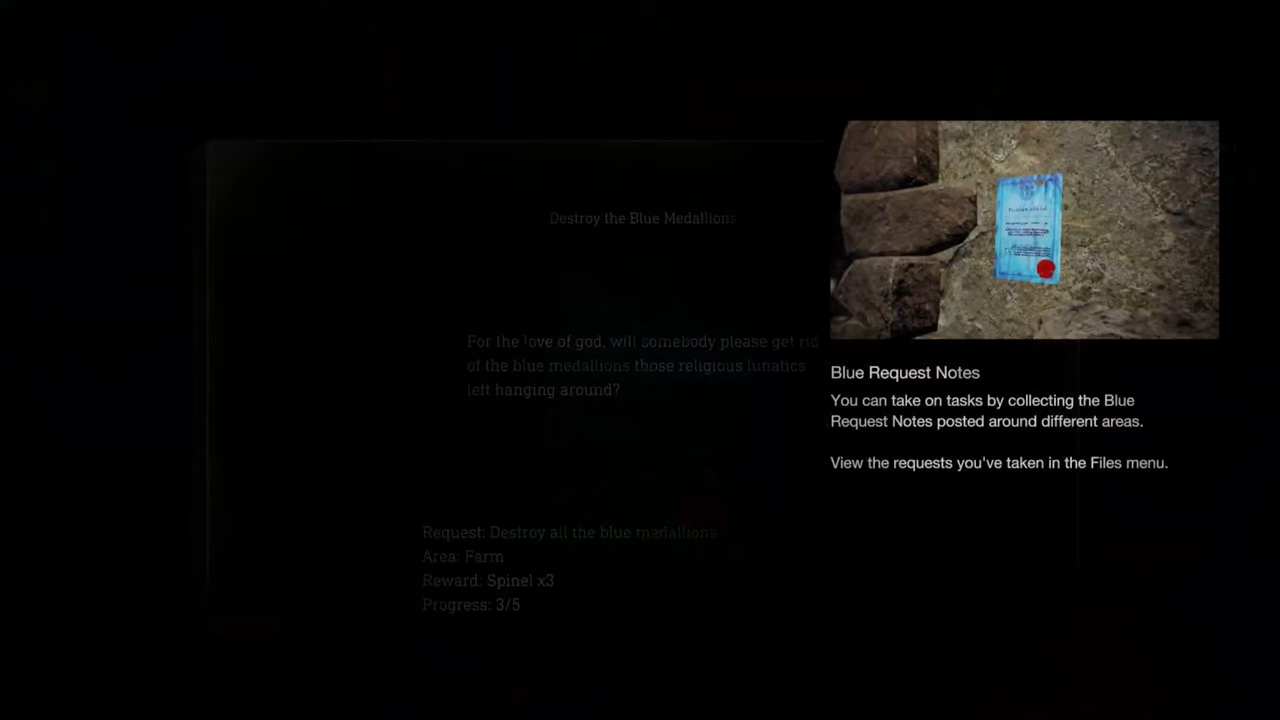 Destroy the Blue Medallions
For the love of god, will somebody please get rid
of the blue medallions those religious lunatics
left hanging around?
Request: Destroy all the blue medallions
Area: Farm
Reward: Spinel x3
Progress: 3/5
Blue Request Notes
You can take on tasks by collecting the Blue
Request Notes posted around different areas.
View the requests you've taken in the Files menu.